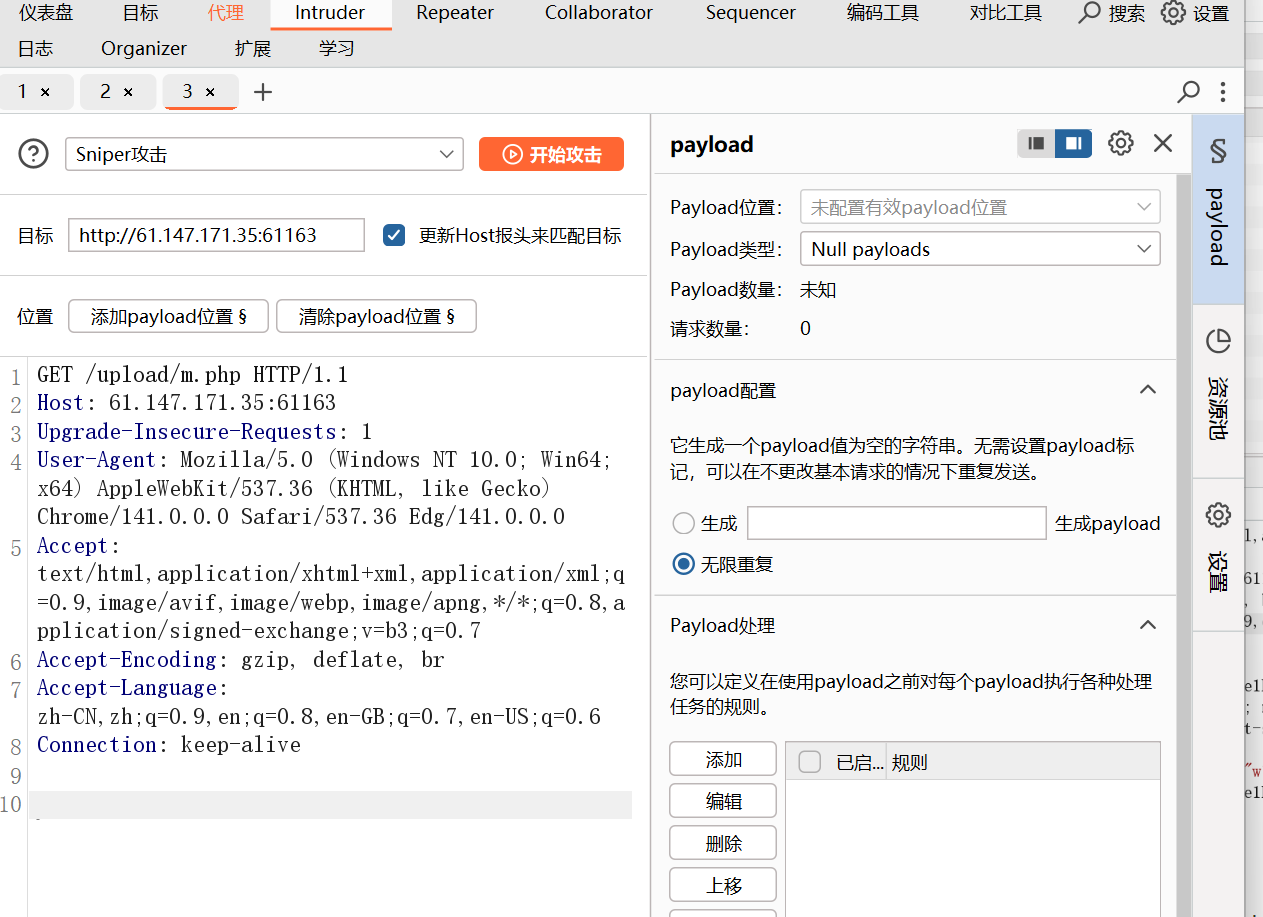 仪表盘 目标 代理 Intruder Repeater Collaborator Sequencer 编码工具 对比工具 搜索 设置
日志 Organizer 扩展 学习
1 × 2 × 3 × +
Sniper攻击 开始攻击
目标 http://61.147.171.35:61163 更新Host报头来匹配目标
位置 添加payload位置 § 清除payload位置 §
1 GET /upload/m.php HTTP/1.1
2 Host: 61.147.171.35:61163
3 Upgrade-Insecure-Requests: 1
4 User-Agent: Mozilla/5.0 (Windows NT 10.0; Win64;
x64) AppleWebKit/537.36 (KHTML, like Gecko)
Chrome/141.0.0.0 Safari/537.36 Edg/141.0.0.0
5 Accept:
text/html,application/xhtml+xml,application/xml;q
=0.9,image/avif,image/webp,image/apng,*/*;q=0.8,a
pplication/signed-exchange;v=b3;q=0.7
6 Accept-Encoding: gzip, deflate, br
7 Accept-Language:
zh-CN,zh;q=0.9,en;q=0.8,en-GB;q=0.7,en-US;q=0.6
8 Connection: keep-alive
9
10
payload
Payload位置: 未配置有效payload位置
Payload类型: Null payloads
Payload数量: 未知
请求数量: 0
payload配置
它生成一个payload值为空的字符串。无需设置payload标
记，可以在不更改基本请求的情况下重复发送。
生成 生成payload
无限重复
Payload处理
您可以定义在使用payload之前对每个payload执行各种处理
任务的规则。
添加 已启... 规则
编辑
删除
上移
§ payload
资源池
设置